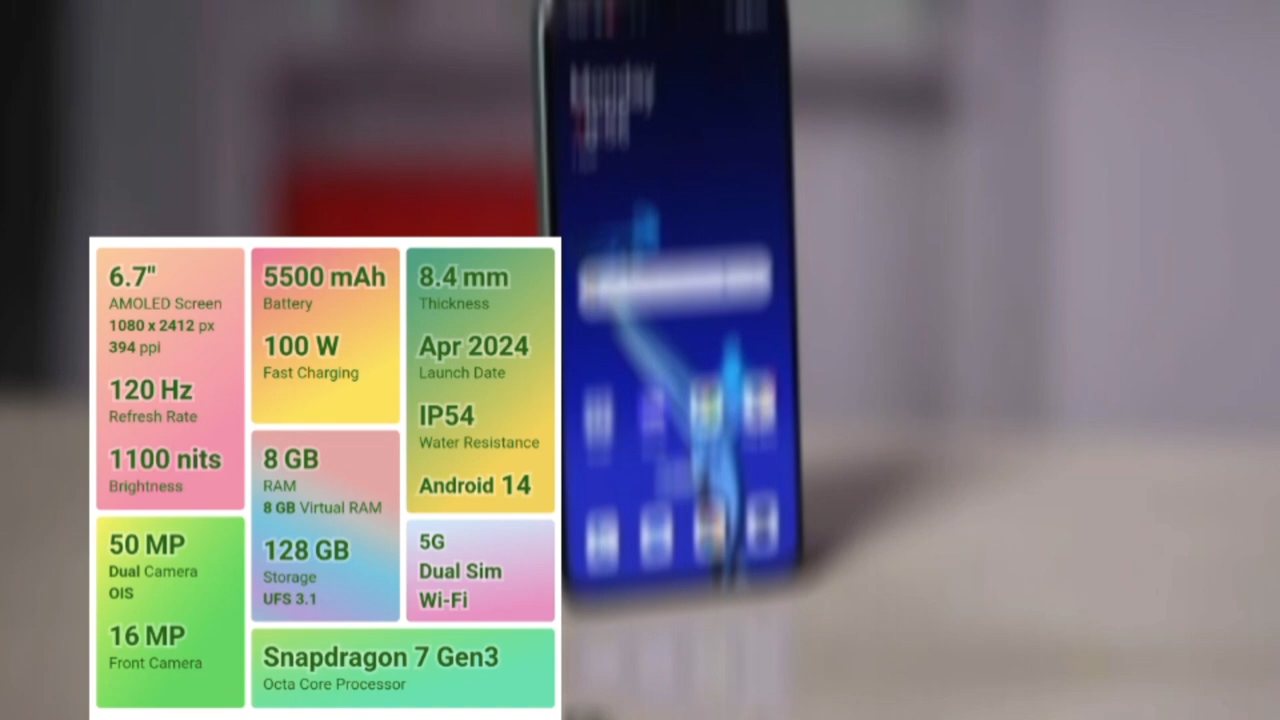 6.7"
AMOLED Screen
1080 x 2412 px
394 ppi
120 Hz
Refresh Rate
1100 nits
Brightness
50 MP
Dual Camera
OIS
16 MP
Front Camera
5500 mAh
Battery
100 W
Fast Charging
8 GB
RAM
8 GB Virtual RAM
128 GB
Storage
UFS 3.1
8.4 mm
Thickness
Apr 2024
Launch Date
IP54
Water Resistance
Android 14
5G
Dual Sim
Wi-Fi
Snapdragon 7 Gen3
Octa Core Processor
Monday